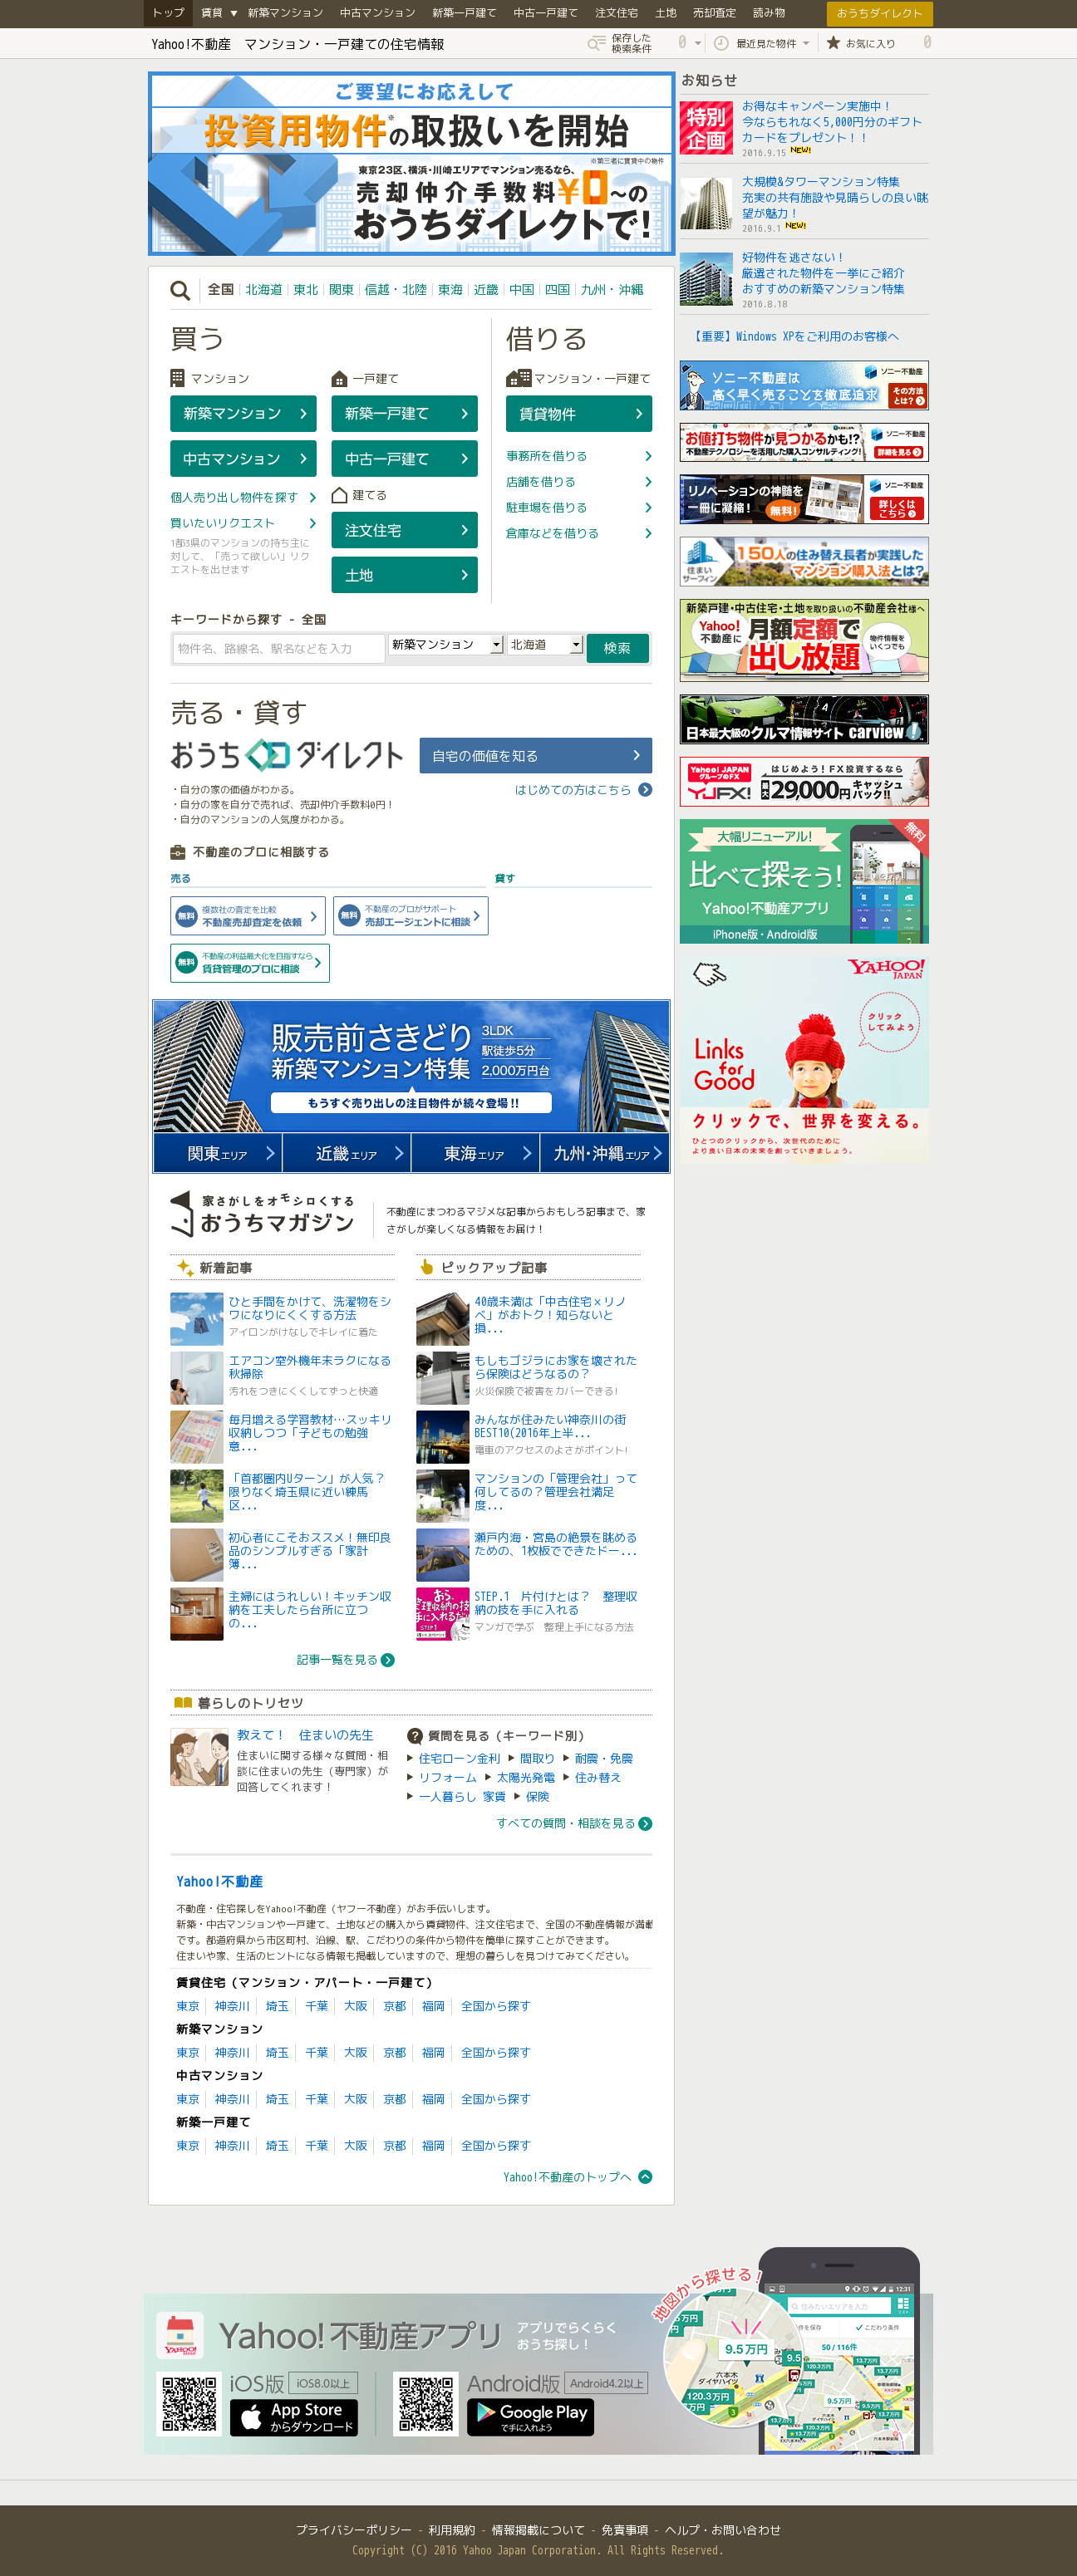 トップ 賃貸 ▼ 新築マンション 中古マンション 新築一戸建て 中古一戸建て 注文住宅 土地 売却査定 読み物 おうちダイレクト
Yahoo!不動産 マンション・一戸建ての住宅情報
保存した検索条件 0 最近見た物件 お気に入り 0
ご要望にお応えして
投資用物件※の取扱いを開始
※第三者に賃貸中の物件
東京23区、横浜・川崎エリアでマンション売るなら、
売却仲介手数料¥0~の
おうちダイレクトで!
お知らせ
特別企画
お得なキャンペーン実施中!
今ならもれなく5,000円分のギフトカードをプレゼント!!
2016.9.15 NEW!
大規模&タワーマンション特集
充実の共有施設や見晴らしの良い眺望が魅力!
2016.9.1 NEW!
好物件を逃さない!
厳選された物件を一挙にご紹介
おすすめの新築マンション特集
2016.8.18
【重要】Windows XPをご利用のお客様へ
全国 北海道 東北 関東 信越・北陸 東海 近畿 中国 四国 九州・沖縄
買う
マンション
新築マンション
中古マンション
個人売り出し物件を探す
買いたいリクエスト
1都3県のマンションの持ち主に
対して、「売って欲しい」リク
エストを出せます
一戸建て
新築一戸建て
中古一戸建て
建てる
注文住宅
土地
借りる
マンション・一戸建て
賃貸物件
事務所を借りる
店舗を借りる
駐車場を借りる
倉庫などを借りる
キーワードから探す - 全国
物件名、路線名、駅名などを入力 新築マンション 北海道 検索
売る・貸す
おうちダイレクト
自宅の価値を知る
はじめての方はこちら
・自分の家の価値がわかる。
・自分の家を自分で売れば、売却仲介手数料0円!
・自分のマンションの人気度がわかる。
不動産のプロに相談する
売る
貸す
無料 複数社の査定を比較
不動産売却査定を依頼
無料 不動産のプロがサポート
売却エージェントに相談
無料 不動産の利益最大化を目指すなら
賃貸管理のプロに相談
ソニー不動産は
高く早く売ることを徹底追求
ソニー不動産
その方法とは?
お値打ち物件が見つかるかも!?
不動産テクノロジーを活用した購入コンサルティング!
ソニー不動産
詳細を見る
リノベーションの神髄を
一冊に凝縮! 無料!
ソニー不動産
詳しくはこちら
住まいサーフィン
150人の住み替え長者が実践した
マンション購入法とは?
新築戸建・中古住宅・土地を取り扱いの不動産会社様へ
Yahoo!不動産に
月額定額で
出し放題
物件情報をいくつでも
日本最大級のクルマ情報サイト carview!
Yahoo! JAPANグループのFX
YJFX!
はじめよう!FX投資するなら
最大29,000円キャッシュバック!!
大幅リニューアル!
無料
比べて探そう!
Yahoo!不動産アプリ
iPhone版・Android版
YAHOO! JAPAN
クリックしてみよう
Links for Good
クリックで、世界を変える。
ひとつのクリックから、次世代のために
より良い日本の未来を創っていきましょう。
販売前さきどり
新築マンション特集
3LDK
駅徒歩5分
2,000万円台
もうすぐ売り出しの注目物件が続々登場!!
関東エリア 近畿エリア 東海エリア 九州・沖縄エリア
家さがしをオモシロくする
おうちマガジン
不動産にまつわるマジメな記事からおもしろ記事まで、家
さがしが楽しくなる情報をお届け!
新着記事
ひと手間をかけて、洗濯物をシ
ワになりにくくする方法
アイロンがけなしでキレイに着た
エアコン室外機年末ラクになる
秋掃除
汚れをつきにくくしてずっと快適
毎月増える学習教材…スッキリ
収納しつつ「子どもの勉強
意...
「首都圏内Uターン」が人気?
限りなく埼玉県に近い練馬
区...
初心者にこそおススメ!無印良
品のシンプルすぎる「家計
簿...
主婦にはうれしい!キッチン収
納を工夫したら台所に立つ
の...
記事一覧を見る
ピックアップ記事
40歳未満は「中古住宅×リノ
ベ」がおトク!知らないと
損...
もしもゴジラにお家を壊された
ら保険はどうなるの?
火災保険で被害をカバーできる!
みんなが住みたい神奈川の街
BEST10(2016年上半...
電車のアクセスのよさがポイント!
マンションの「管理会社」って
何してるの?管理会社満足
度...
瀬戸内海・宮島の絶景を眺める
ための、1枚板でできたドー...
STEP.1 片付けとは? 整理収
納の技を手に入れる
マンガで学ぶ 整理上手になる方法
暮らしのトリセツ
教えて! 住まいの先生
住まいに関する様々な質問・相
談に住まいの先生(専門家)が
回答してくれます!
質問を見る(キーワード別)
住宅ローン金利 間取り 耐震・免震
リフォーム 太陽光発電 住み替え
一人暮らし 家賃 保険
すべての質問・相談を見る
Yahoo!不動産
不動産・住宅探しをYahoo!不動産(ヤフー不動産)がお手伝いします。
新築・中古マンションや一戸建て、土地などの購入から賃貸物件、注文住宅まで、全国の不動産情報が満載
です。都道府県から市区町村、沿線、駅、こだわりの条件から物件を簡単に探すことができます。
住まいや家、生活のヒントになる情報も掲載していますので、理想の暮らしを見つけてみてください。
賃貸住宅(マンション・アパート・一戸建て)
東京 神奈川 埼玉 千葉 大阪 京都 福岡 全国から探す
新築マンション
東京 神奈川 埼玉 千葉 大阪 京都 福岡 全国から探す
中古マンション
東京 神奈川 埼玉 千葉 大阪 京都 福岡 全国から探す
新築一戸建て
東京 神奈川 埼玉 千葉 大阪 京都 福岡 全国から探す
Yahoo!不動産のトップへ
Yahoo!不動産アプリ
アプリでらくらく
おうち探し!
iOS版 iOS8.0以上
App Store
からダウンロード
Android版 Android4.2以上
Google Play
で手に入れよう
地図から探せる!
9.5万円
120.3万円
六本木
ダイヤハイツ
12:31
住みたいエリアを入力
こだわり条件
50 / 116件
プライバシーポリシー - 利用規約 - 情報掲載について - 免責事項 - ヘルプ・お問い合わせ
Copyright (C) 2016 Yahoo Japan Corporation. All Rights Reserved.